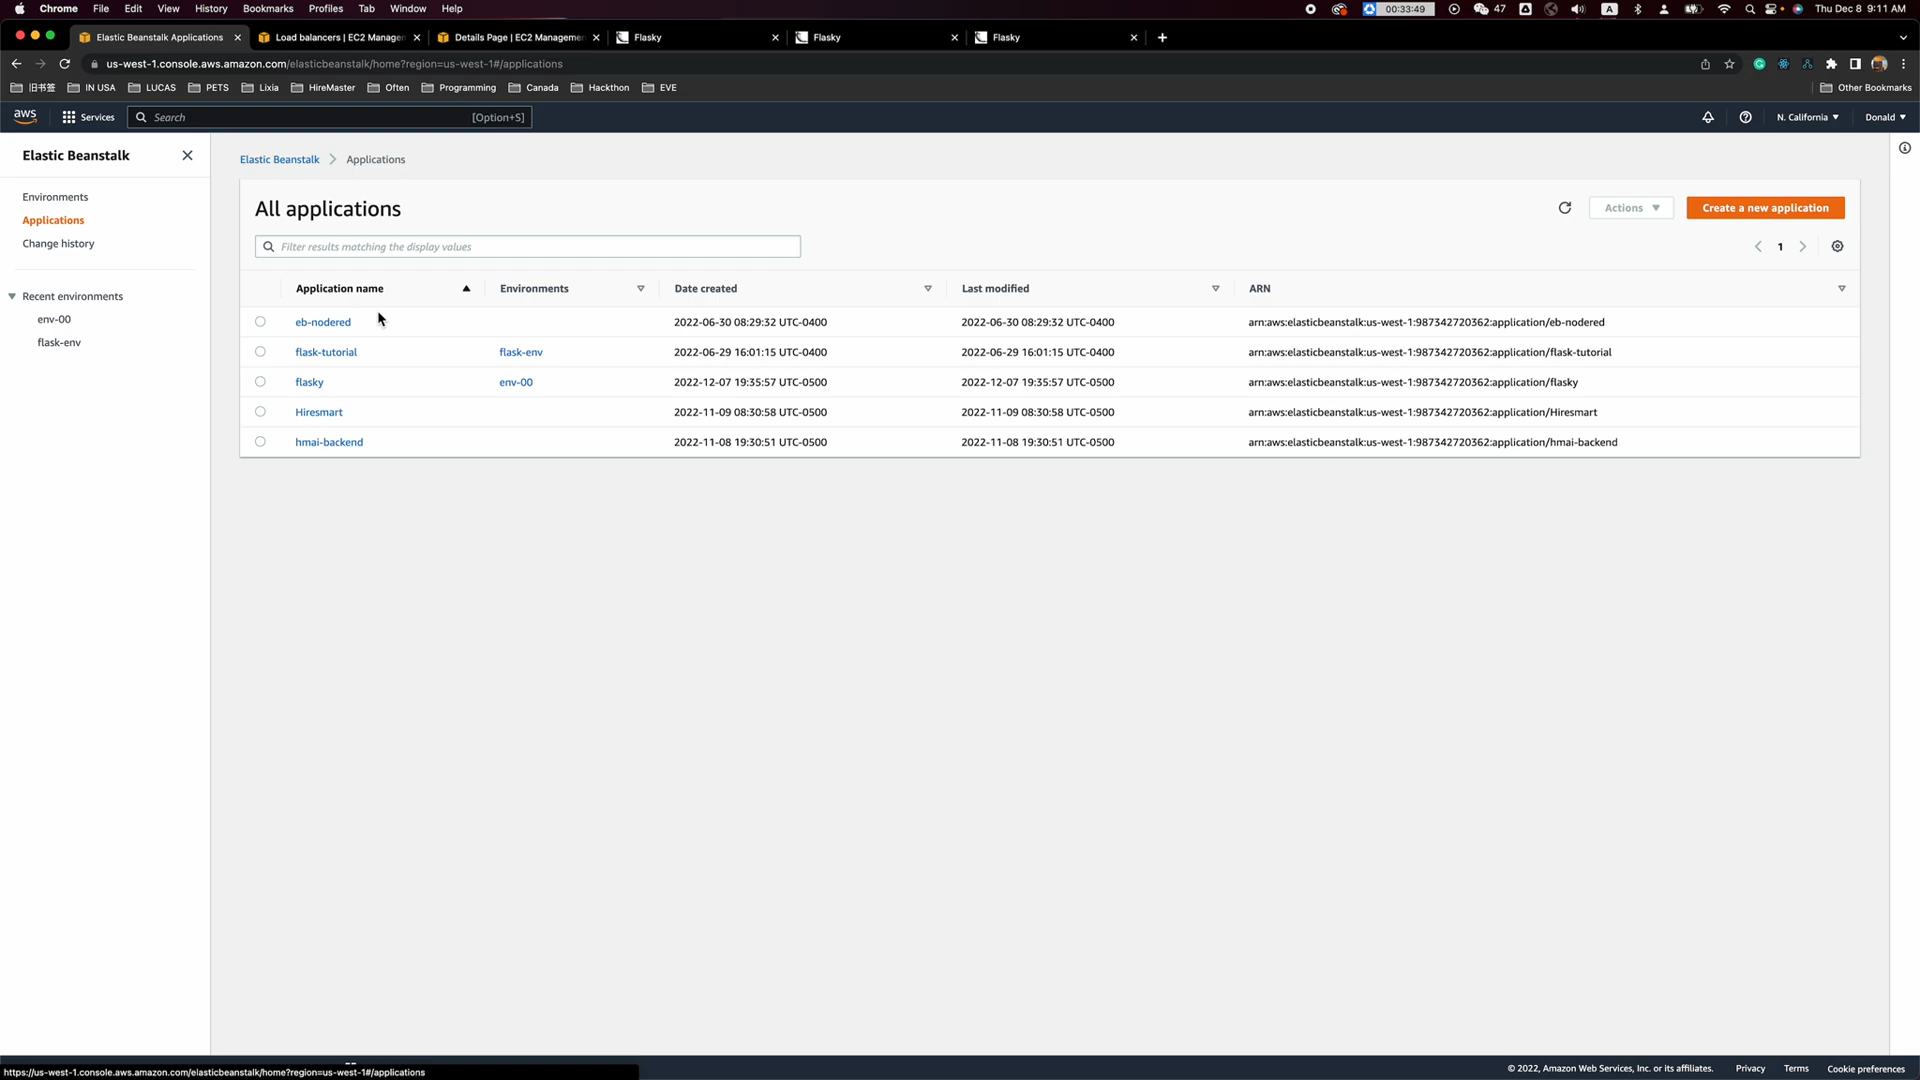 Chrome File Edit View History Bookmarks Profiles Tab Window Help 00:33:49 47 A Thu Dec 8 9:11 AM
Elastic Beanstalk Applications Load balancers | EC2 Manage Details Page | EC2 Managemen Flasky Flasky Flasky
us-west-1.console.aws.amazon.com/elasticbeanstalk/home?region=us-west-1#/applications
旧书签 IN USA LUCAS PETS Lixia HireMaster Often Programming Canada Hackthon EVE Other Bookmarks
aws Services Search [Option+S] N. California Donald
Elastic Beanstalk
Environments
Applications
Change history
Recent environments
env-00
flask-env
Elastic Beanstalk Applications
All applications Actions Create a new application
Filter results matching the display values 1
Application name Environments Date created Last modified ARN
eb-nodered 2022-06-30 08:29:32 UTC-0400 2022-06-30 08:29:32 UTC-0400 arn:aws:elasticbeanstalk:us-west-1:987342720362:application/eb-nodered
flask-tutorial flask-env 2022-06-29 16:01:15 UTC-0400 2022-06-29 16:01:15 UTC-0400 arn:aws:elasticbeanstalk:us-west-1:987342720362:application/flask-tutorial
flasky env-00 2022-12-07 19:35:57 UTC-0500 2022-12-07 19:35:57 UTC-0500 arn:aws:elasticbeanstalk:us-west-1:987342720362:application/flasky
Hiresmart 2022-11-09 08:30:58 UTC-0500 2022-11-09 08:30:58 UTC-0500 arn:aws:elasticbeanstalk:us-west-1:987342720362:application/Hiresmart
hmai-backend 2022-11-08 19:30:51 UTC-0500 2022-11-08 19:30:51 UTC-0500 arn:aws:elasticbeanstalk:us-west-1:987342720362:application/hmai-backend
https://us-west-1.console.aws.amazon.com/elasticbeanstalk/home?region=us-west-1#/applications
© 2022, Amazon Web Services, Inc. or its affiliates. Privacy Terms Cookie preferences